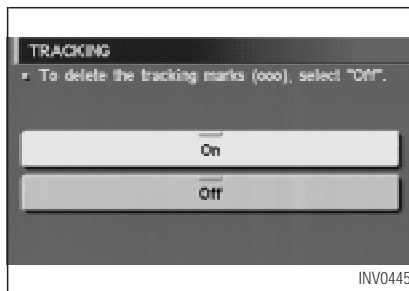 TRACKING
To delete the tracking marks (ooo), select "Off".
On
Off
INV0445